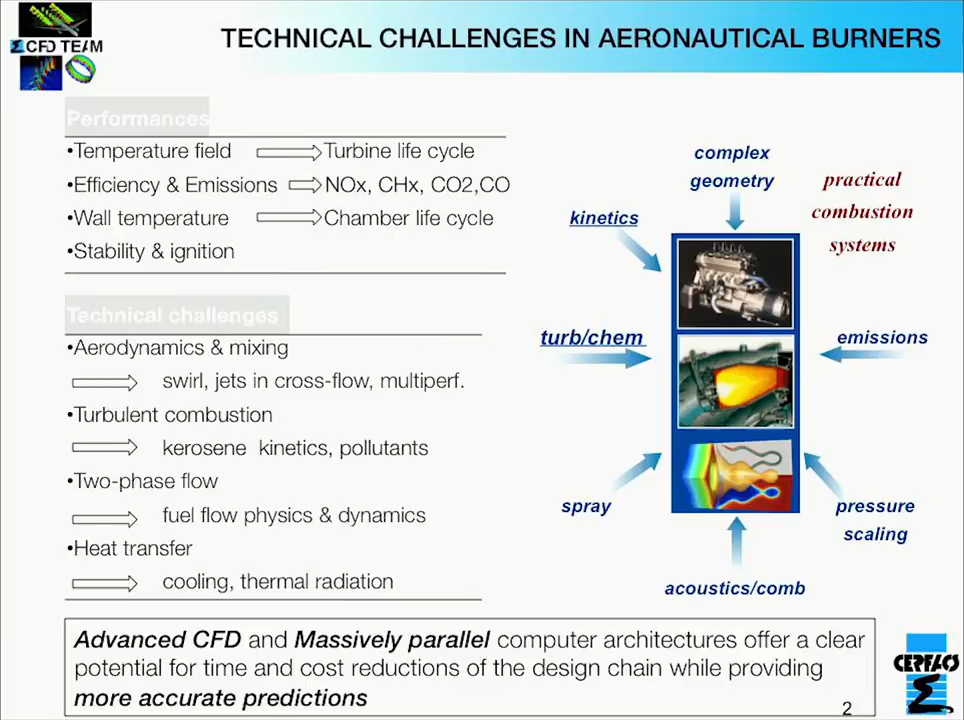 CFD TEAM
TECHNICAL CHALLENGES IN AERONAUTICAL BURNERS
Performances
•Temperature field Turbine life cycle
•Efficiency & Emissions NOx, CHx, CO2,CO
•Wall temperature Chamber life cycle
•Stability & ignition
Technical challenges
•Aerodynamics & mixing
swirl, jets in cross-flow, multiperf.
•Turbulent combustion
kerosene kinetics, pollutants
•Two-phase flow
fuel flow physics & dynamics
•Heat transfer
cooling, thermal radiation
complex
geometry
practical
combustion
systems
kinetics
turb/chem
emissions
spray
pressure
scaling
acoustics/comb
Advanced CFD and Massively parallel computer architectures offer a clear
potential for time and cost reductions of the design chain while providing
more accurate predictions
2
CERFACS